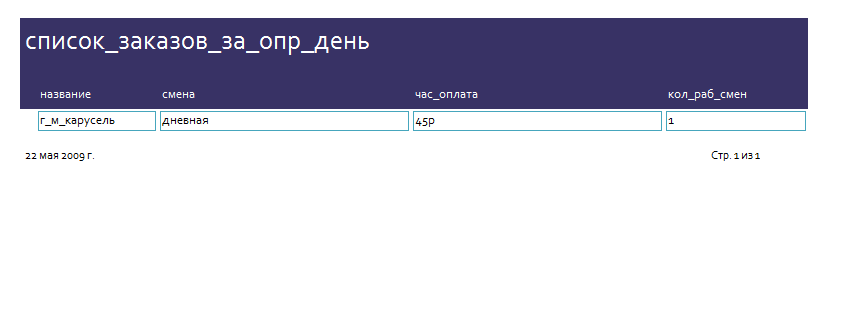 список_заказов_за_опр_день
название смена час_оплата кол_раб_смен
г_м_карусель дневная 45р 1
22 мая 2009 г. Стр. 1 из 1